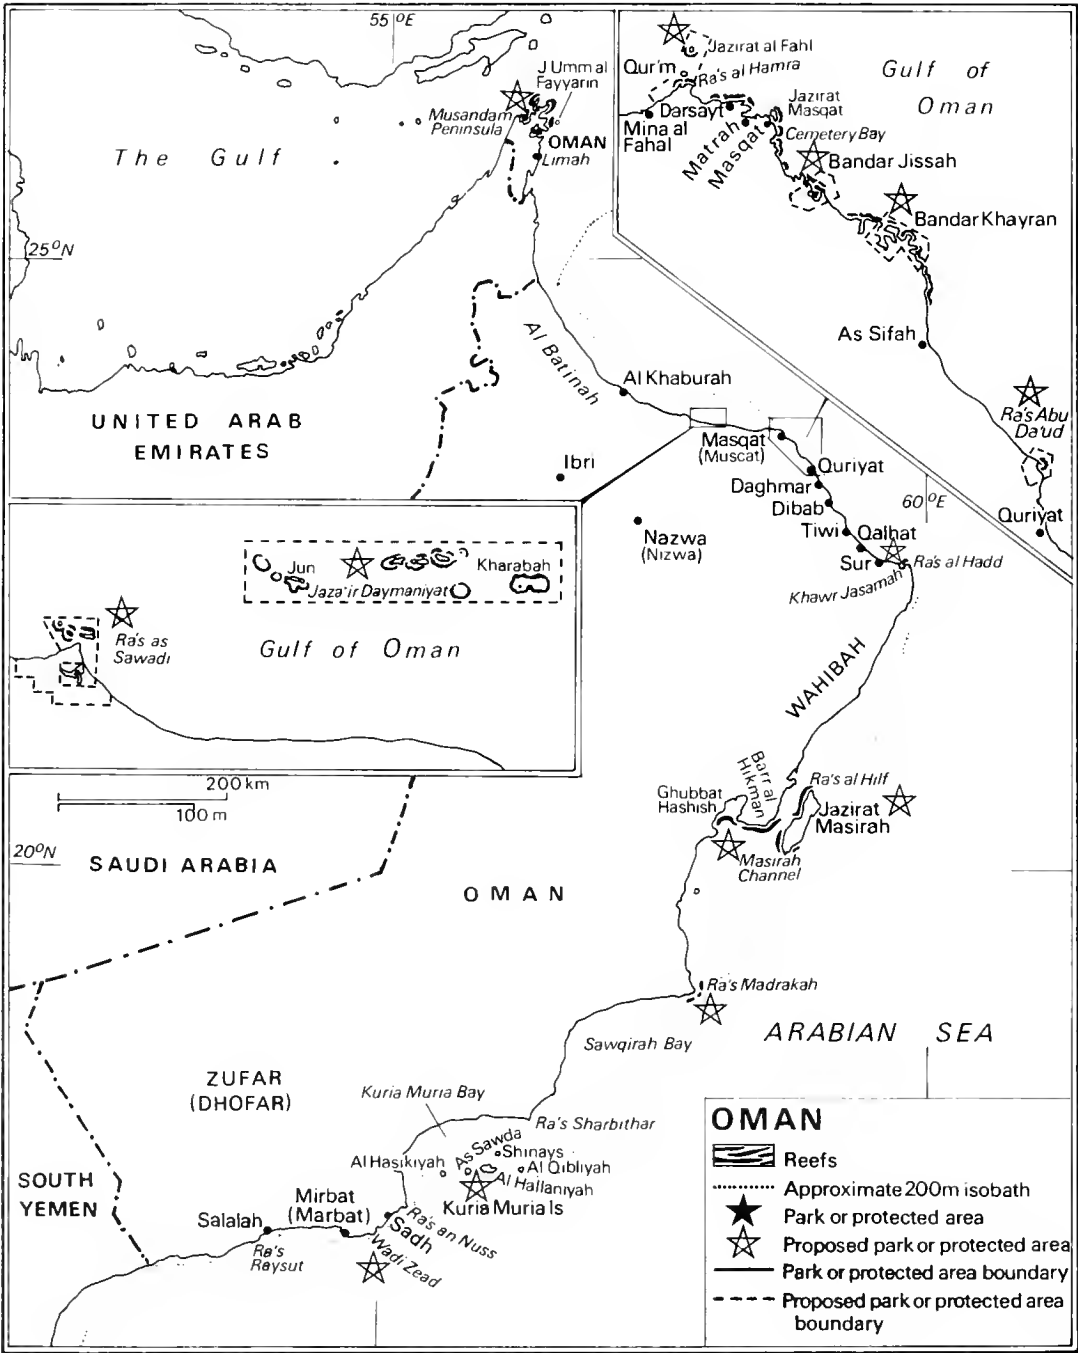 55°E
J Umm al
Fayyarin
Musandam
Peninsula
OMAN
Limah
The Gulf
25°N
Al Batinah
Al Khaburah
UNITED ARAB
EMIRATES
Ibri
Masqat
(Muscat)
Quriyat
Daghmar
Dibab
Tiwi
Qalhat
Sur
Ra's al Hadd
Khawr Jasamah
60°E
Nazwa
(Nizwa)
Jazirat al Fahl
Qur'm
Ra's al Hamra
Gulf of
Oman
Darsayt
Mina al
Fahal
Matrah
Masqat
Jazirat
Masqat
Cemetery Bay
Bandar Jissah
Bandar Khayran
As Sifah
Ra's Abu
Da'ud
Quriyat
Jun
Kharabah
Jaza'ir Daymaniyat
Ra's as
Sawadi
Gulf of Oman
200 km
100 m
WAHIBAH
Barr al
Hikman
Ra's al Hilf
Ghubbat
Hashish
Jazirat
Masirah
Masirah
Channel
20°N
SAUDI ARABIA
OMAN
Ra's Madrakah
ARABIAN SEA
Sawqirah Bay
ZUFAR
(DHOFAR)
Kuria Muria Bay
Ra's Sharbithar
As Sawda
Shinays
Al Hasikiyah
Al Qibliyah
Al Hallaniyah
Kuria Muria Is
SOUTH
YEMEN
Mirbat
(Marbat)
Salalah
Ra's
Raysut
Sadh
Ra's an Nuss
Wadi Zead
OMAN
Reefs
Approximate 200m isobath
Park or protected area
Proposed park or protected area
Park or protected area boundary
Proposed park or protected area
boundary